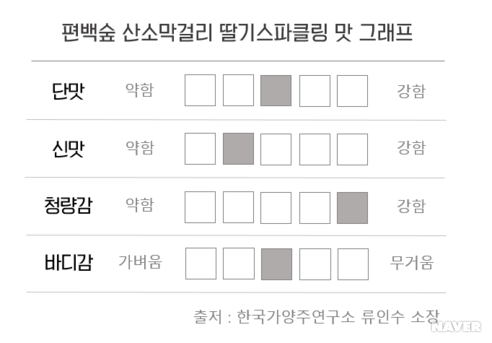 편백숲 산소막걸리 딸기스파클링 맛 그래프
단맛 약함 강함
신맛 약함 강함
청량감 약함 강함
바디감 가벼움 무거움
출처 : 한국가양주연구소 류인수 소장
NAVER